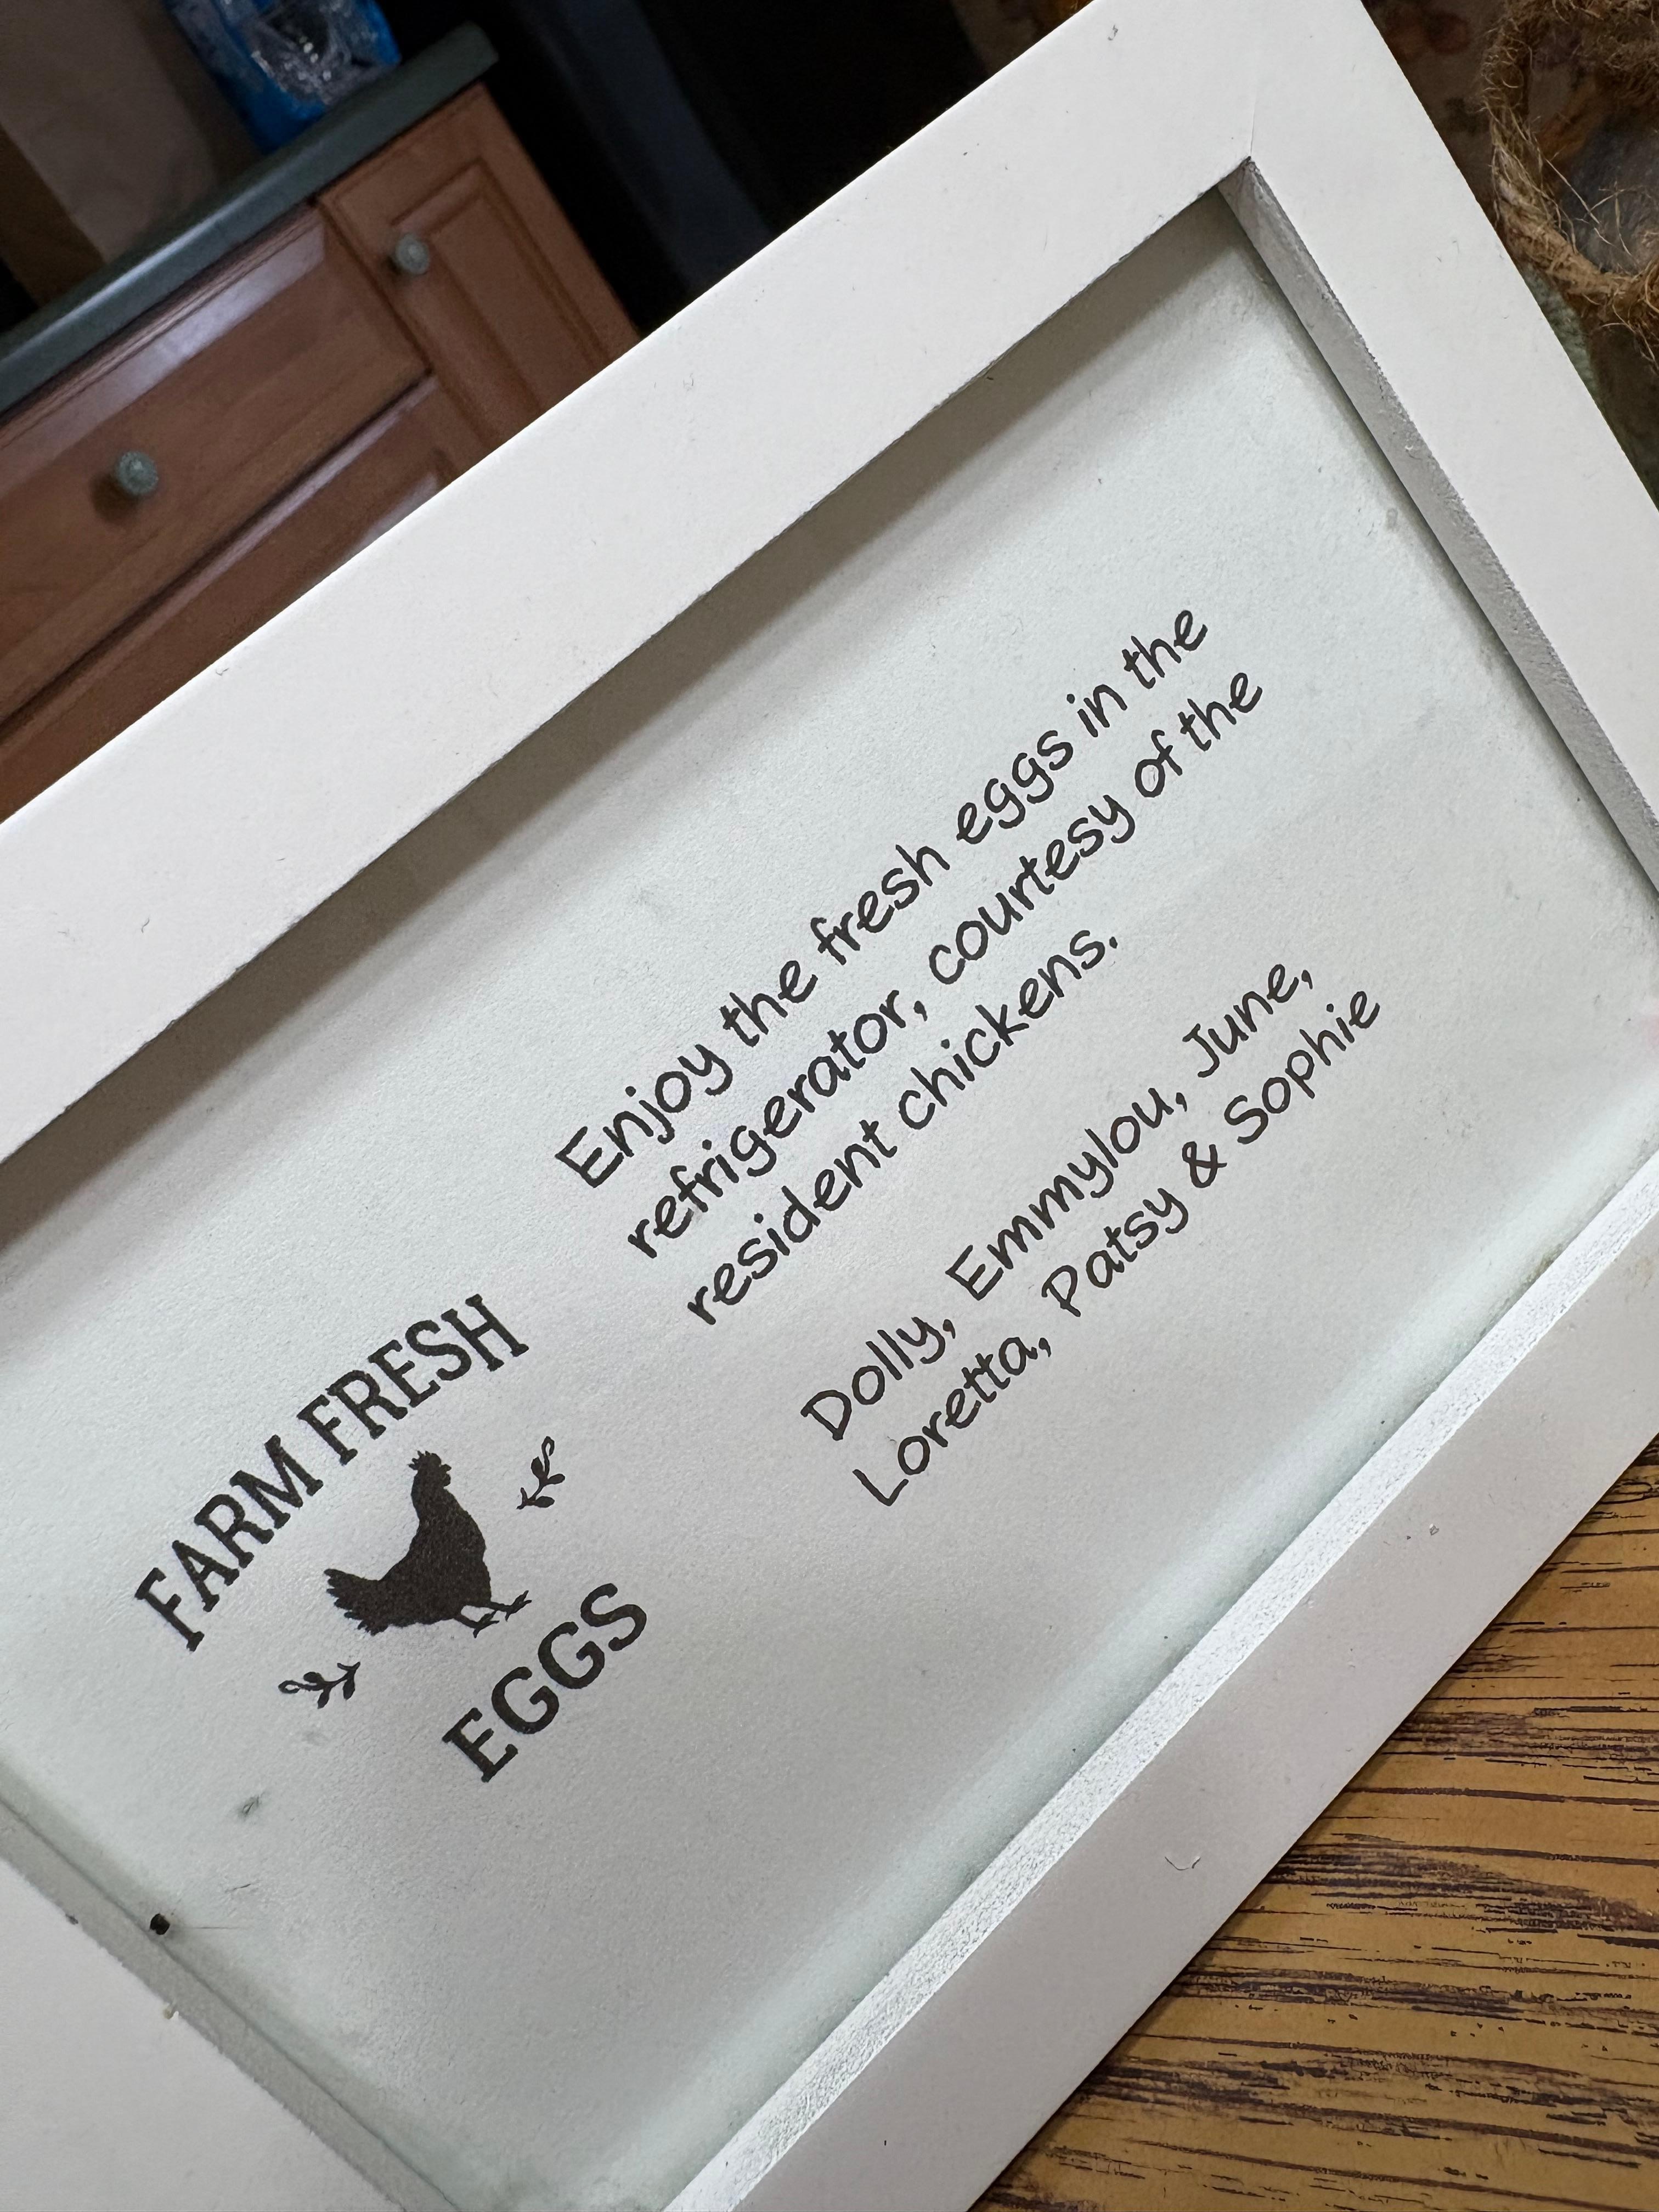 FARM FRESH
EGGS
Enjoy the fresh eggs in the
refrigerator, courtesy of the
resident chickens.
Dolly, Emmylou, June,
Loretta, Patsy & Sophie